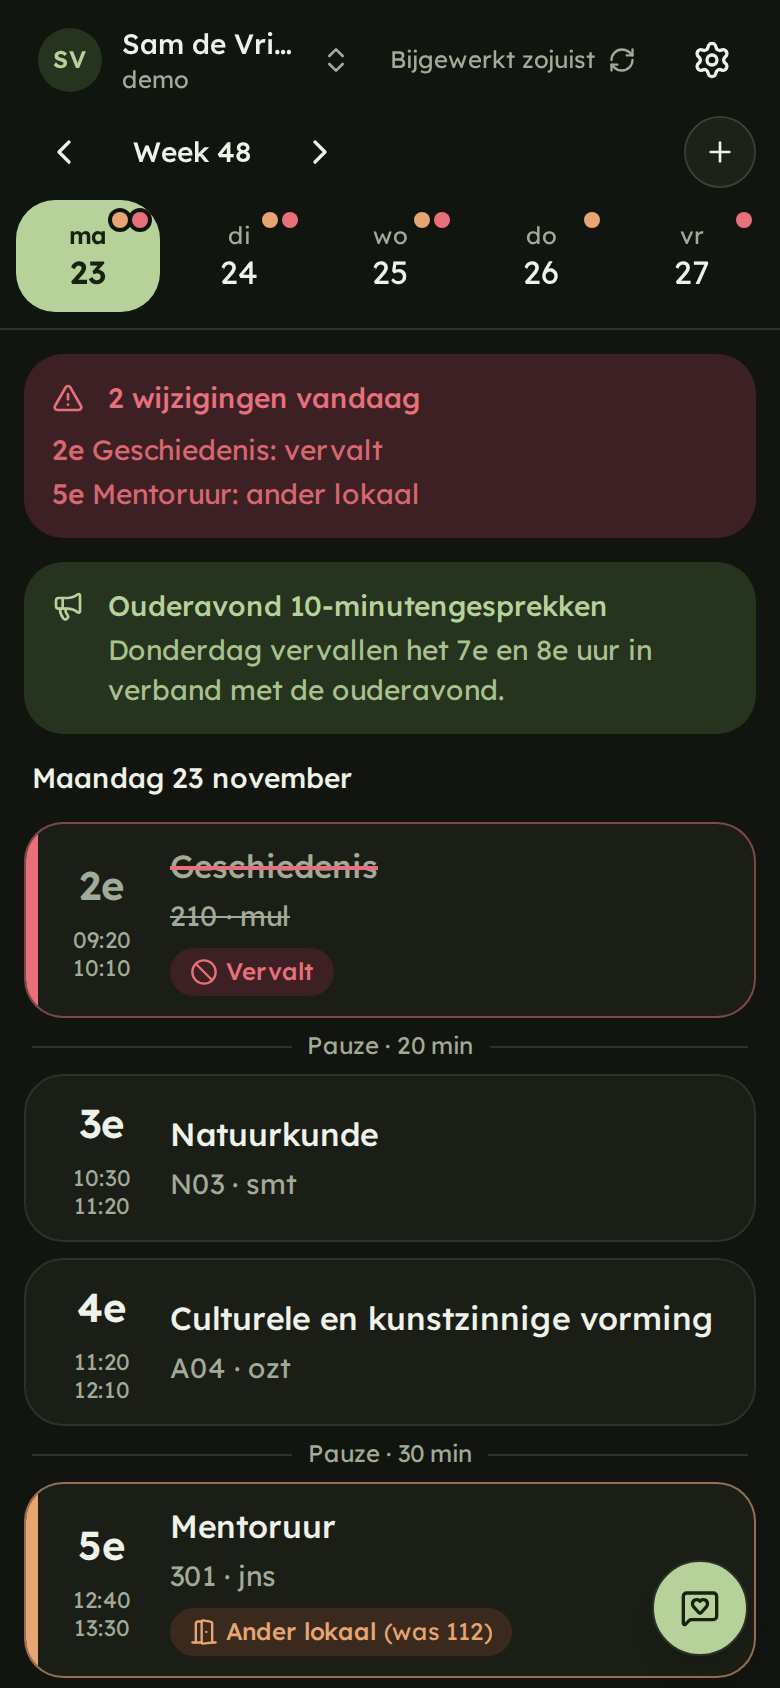 SV
Sam de Vri...
demo
Bijgewerkt zojuist
Week 48
ma
23
di
24
wo
25
do
26
vr
27
2 wijzigingen vandaag
2e Geschiedenis: vervalt
5e Mentoruur: ander lokaal
Ouderavond 10-minutengesprekken
Donderdag vervallen het 7e en 8e uur in
verband met de ouderavond.
Maandag 23 november
2e
09:20
10:10
Geschiedenis
210 · mul
Vervalt
Pauze · 20 min
3e
10:30
11:20
Natuurkunde
N03 · smt
4e
11:20
12:10
Culturele en kunstzinnige vorming
A04 · ozt
Pauze · 30 min
5e
12:40
13:30
Mentoruur
301 · jns
Ander lokaal (was 112)